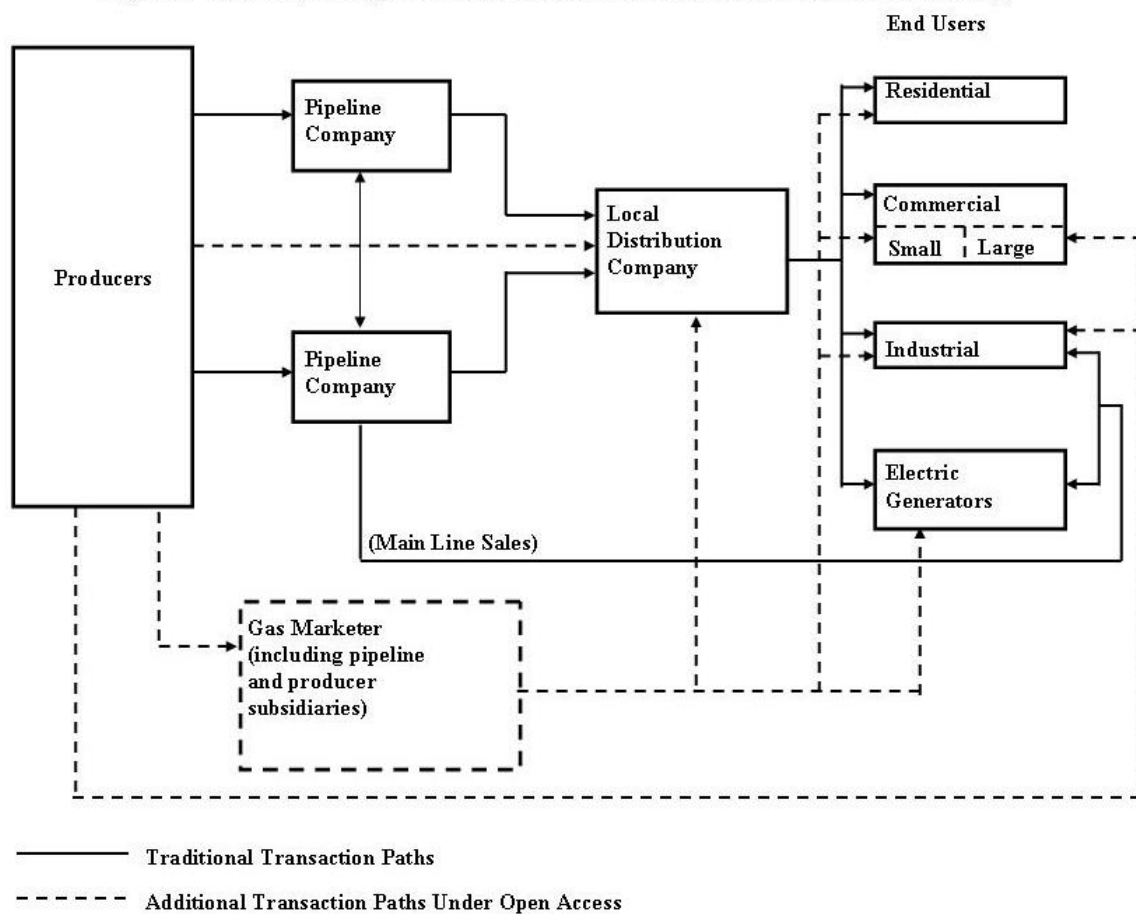 End Users
Producers
Pipeline
Company
Pipeline
Company
Local
Distribution
Company
Residential
Commercial
Small
Large
Industrial
Electric
Generators
(Main Line Sales)
Gas Marketer
(including pipeline
and producer
subsidiaries)
Traditional Transaction Paths
Additional Transaction Paths Under Open Access